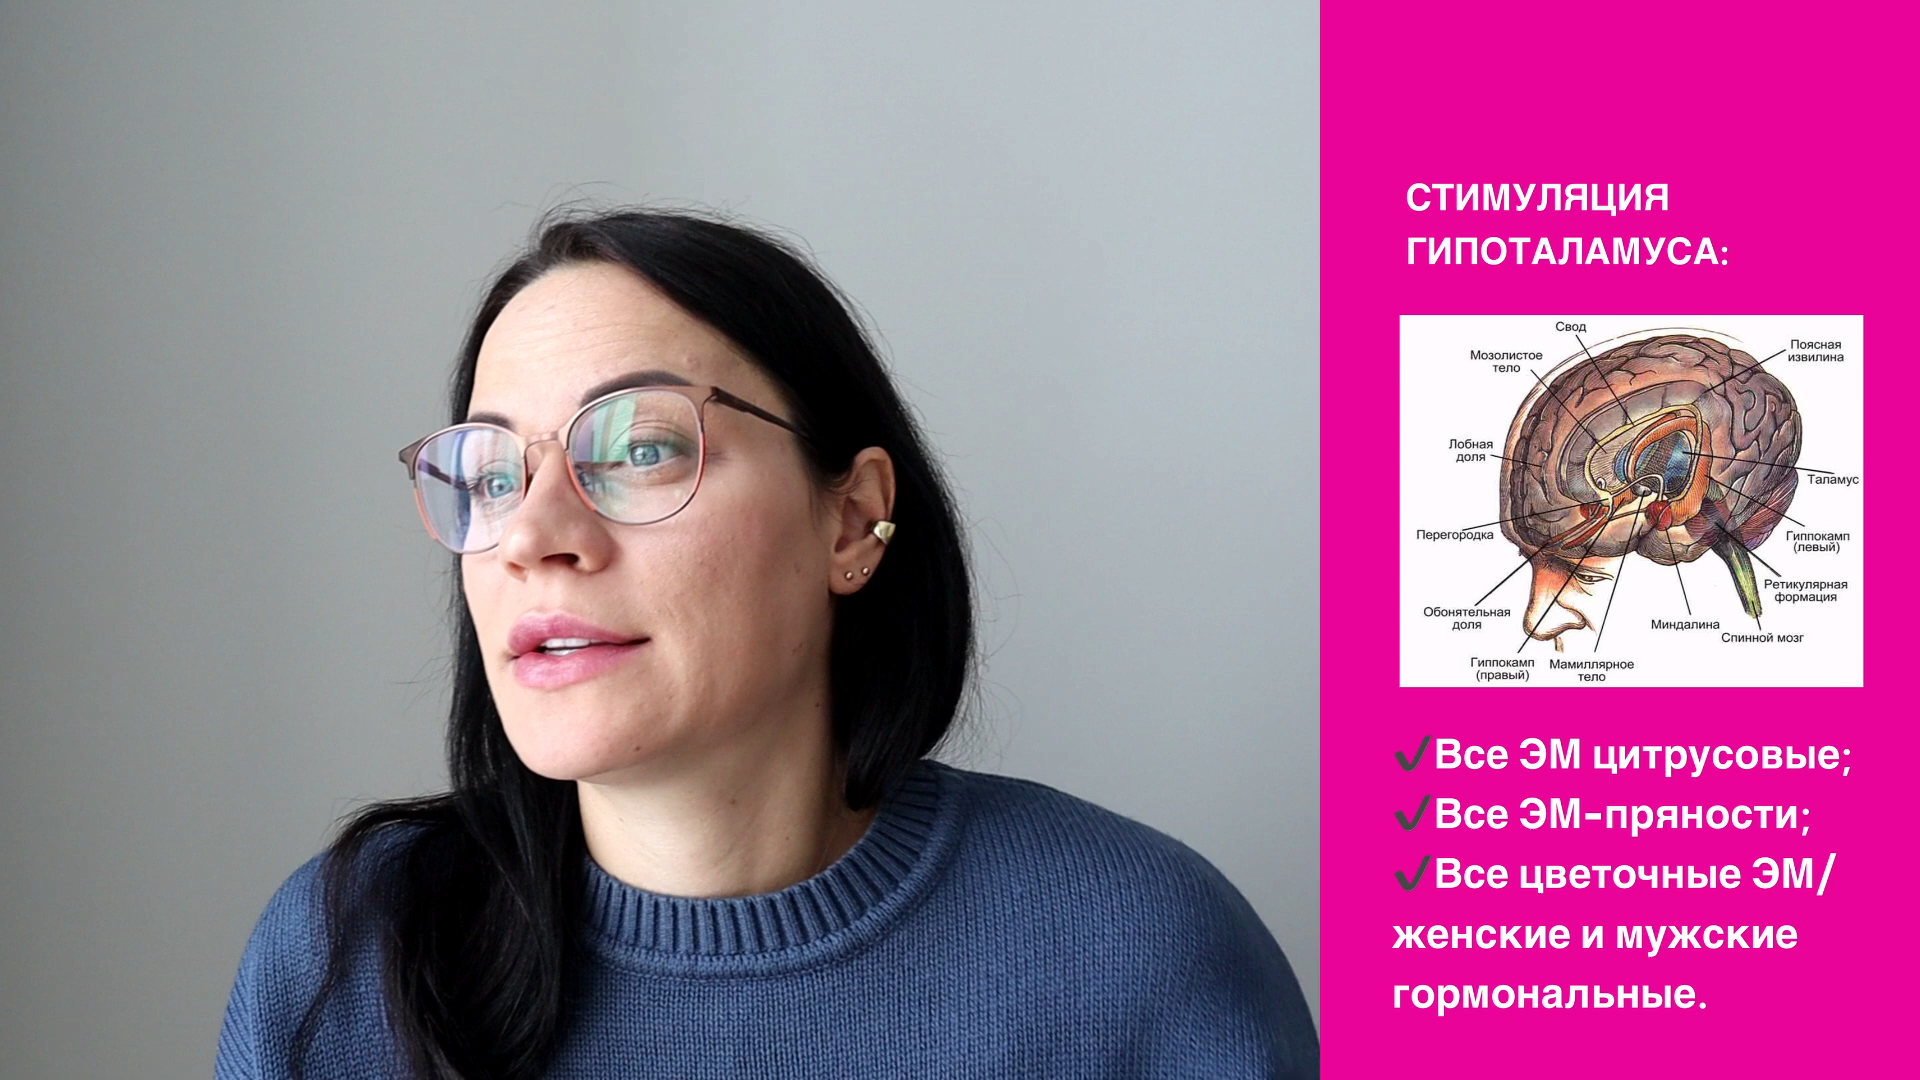 СТИМУЛЯЦИЯ
ГИПОТАЛАМУСА:
Свод
Мозолистое
тело
Поясная
извилина
Лобная
доля
Таламус
Перегородка
Гиппокамп
(левый)
Ретикулярная
формация
Обонятельная
доля
Миндалина
Спинной мозг
Гиппокамп
(правый)
Мамиллярное
тело
✔Все ЭМ цитрусовые;
✔Все ЭМ-пряности;
✔Все цветочные ЭМ/
женские и мужские
гормональные.